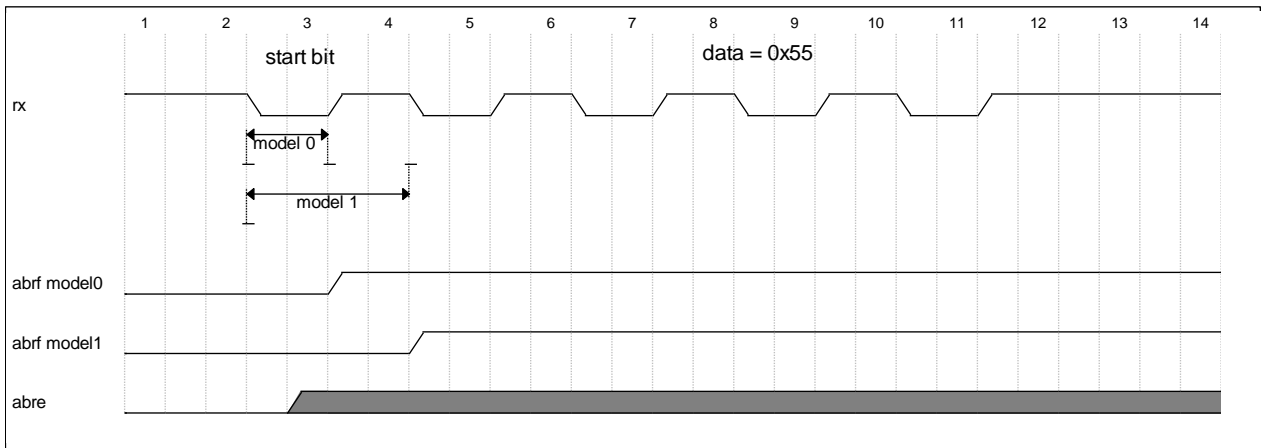 1 2 3 4 5 6 7 8 9 10 11 12 13 14
start bit data = 0x55
rx
model 0
model 1
abrf model0
abrf model1
abre